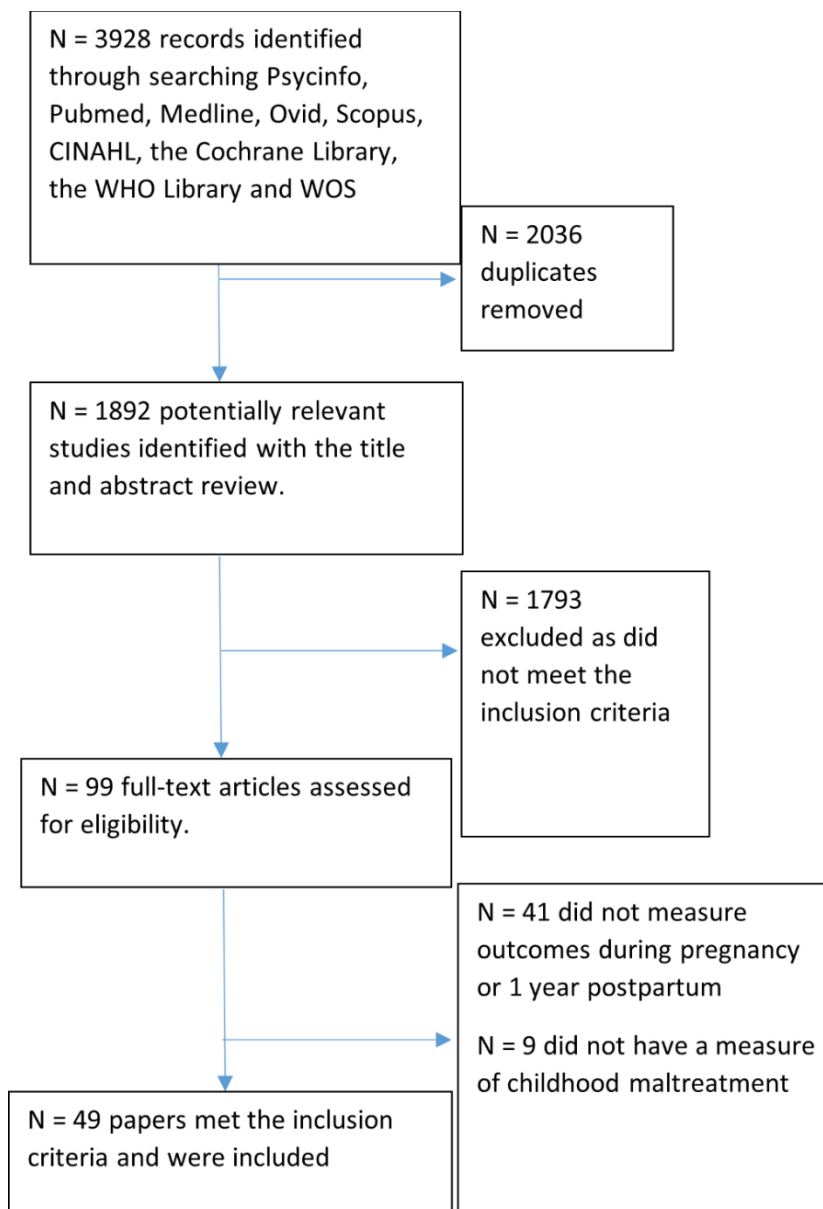 N = 3928 records identified
through searching Psycinfo,
Pubmed, Medline, Ovid, Scopus,
CINAHL, the Cochrane Library,
the WHO Library and WOS
N = 2036
duplicates
removed
N = 1892 potentially relevant
studies identified with the title
and abstract review.
N = 1793
excluded as did
not meet the
inclusion criteria
N = 99 full-text articles assessed
for eligibility.
N = 41 did not measure
outcomes during pregnancy
or 1 year postpartum
N = 9 did not have a measure
of childhood maltreatment
N = 49 papers met the inclusion
criteria and were included